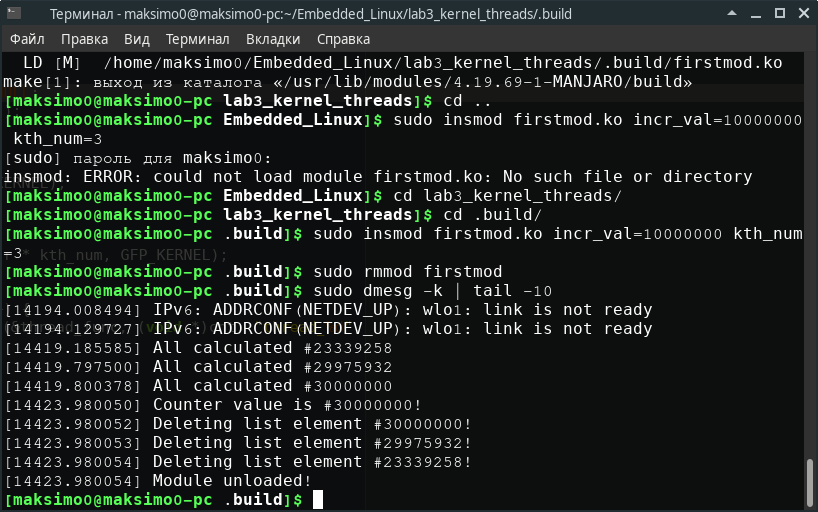 Терминал - maksimo0@maksimo0-pc:~/Embedded_Linux/lab3_kernel_threads/.build
Файл Правка Вид Терминал Вкладки Справка
LD [M] /home/maksimo0/Embedded_Linux/lab3_kernel_threads/.build/firstmod.ko
make[1]: выход из каталога «/usr/lib/modules/4.19.69-1-MANJARO/build»
[maksimo0@maksimo0-pc lab3_kernel_threads]$ cd ..
[maksimo0@maksimo0-pc Embedded_Linux]$ sudo insmod firstmod.ko incr_val=10000000
kth_num=3
[sudo] пароль для maksimo0:
insmod: ERROR: could not load module firstmod.ko: No such file or directory
[maksimo0@maksimo0-pc Embedded_Linux]$ cd lab3_kernel_threads/
[maksimo0@maksimo0-pc lab3_kernel_threads]$ cd .build/
[maksimo0@maksimo0-pc .build]$ sudo insmod firstmod.ko incr_val=10000000 kth_num
=3
* kth_num, GFP_KERNEL);
[maksimo0@maksimo0-pc .build]$ sudo rmmod firstmod
[maksimo0@maksimo0-pc .build]$ sudo dmesg -k | tail -10
[14194.008494] IPv6: ADDRCONF(NETDEV_UP): wlo1: link is not ready
[14194.129727] IPv6: ADDRCONF(NETDEV_UP): wlo1: link is not ready
[14419.185585] All calculated #23339258
[14419.797500] All calculated #29975932
[14419.800378] All calculated #30000000
[14423.980050] Counter value is #30000000!
[14423.980052] Deleting list element #30000000!
[14423.980053] Deleting list element #29975932!
[14423.980054] Deleting list element #23339258!
[14423.980054] Module unloaded!
[maksimo0@maksimo0-pc .build]$